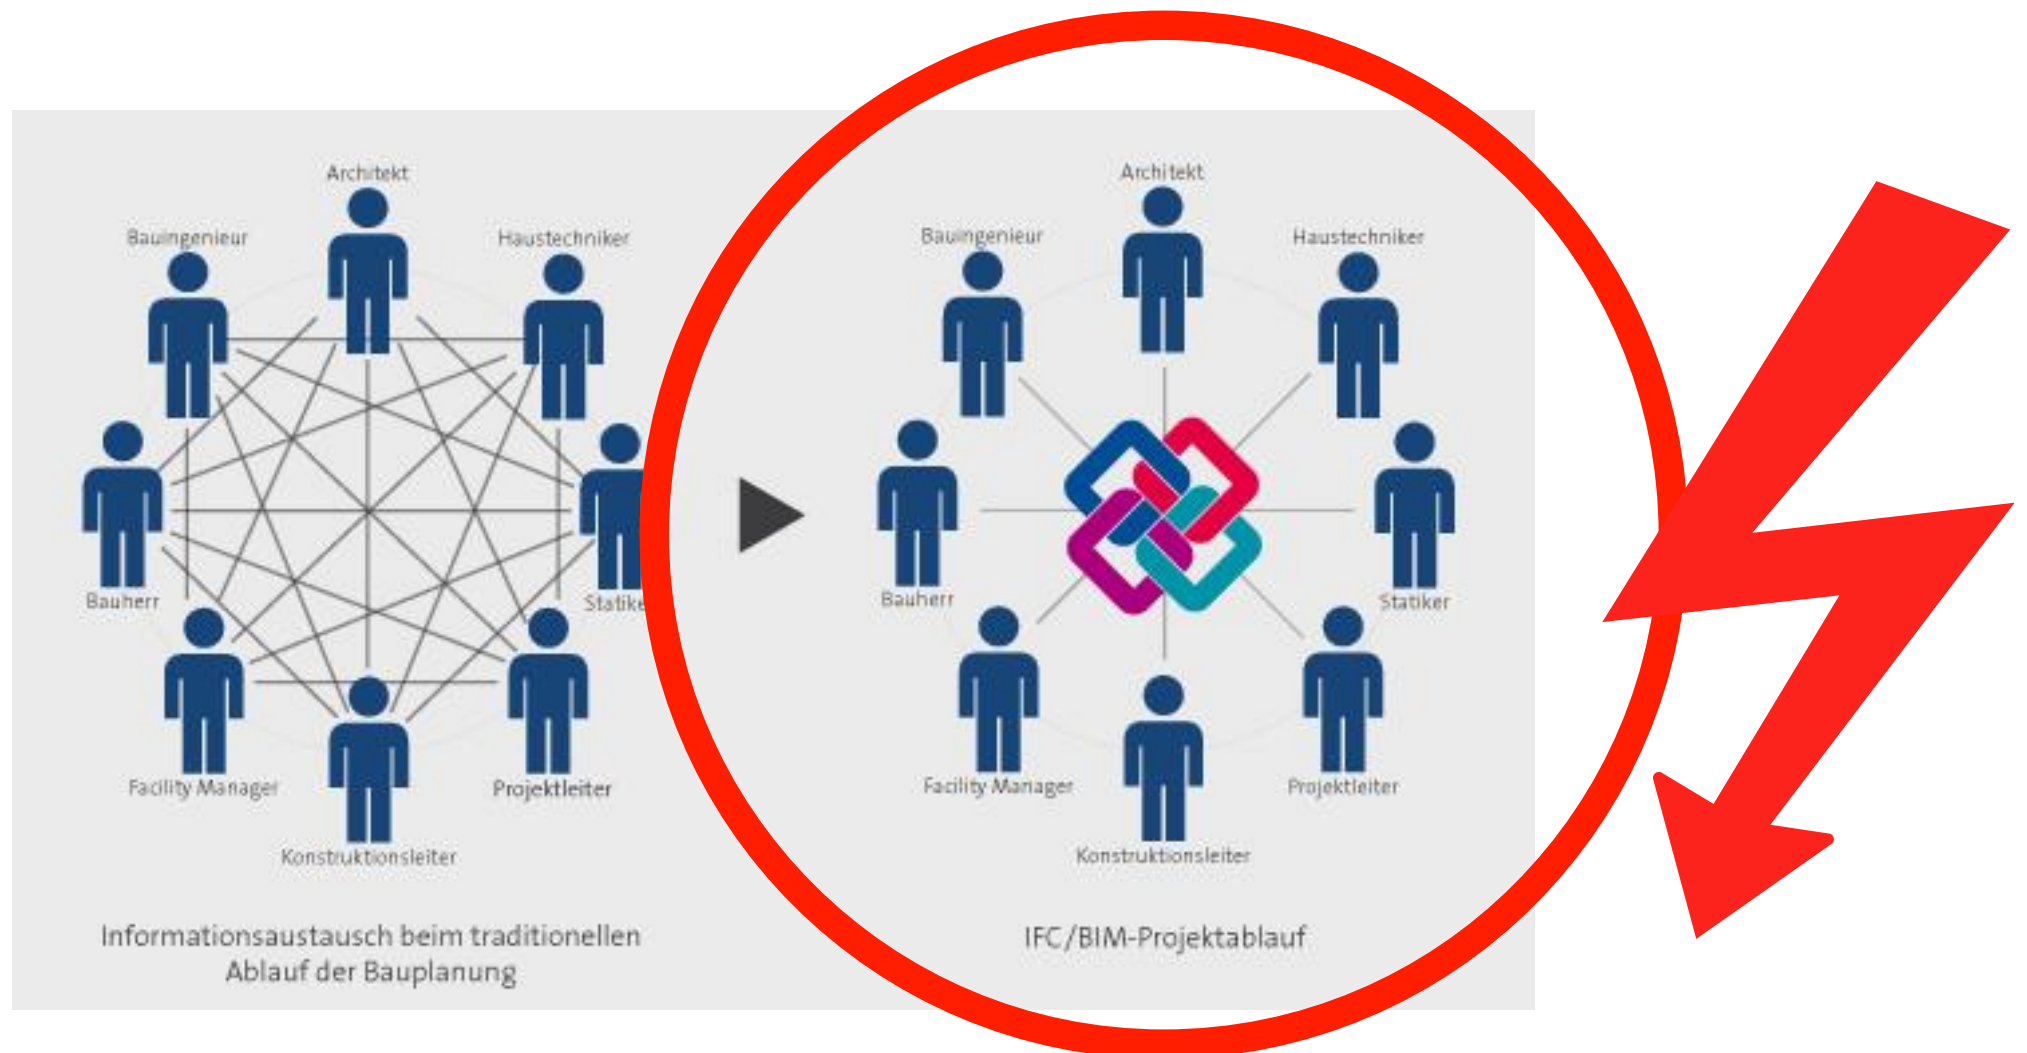 Architekt
Bauingenieur
Haustechniker
Bauherr
Statike
Facility Manager
Projektleiter
Konstruktionsleiter
Informationsaustausch beim traditionellen
Ablauf der Bauplanung
Architekt
Bauingenieur
Haustechniker
Bauherr
Statiker
Facility Manager
Projektleiter
Konstruktionsleiter
IFC/BIM-Projektablauf